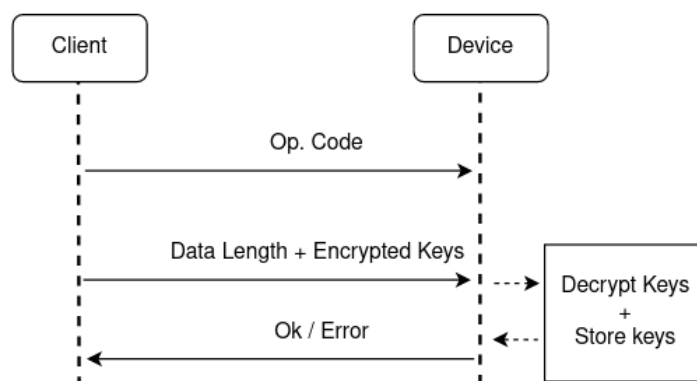 Client
Device
Op. Code
Data Length + Encrypted Keys
Decrypt Keys
+
Store keys
Ok / Error